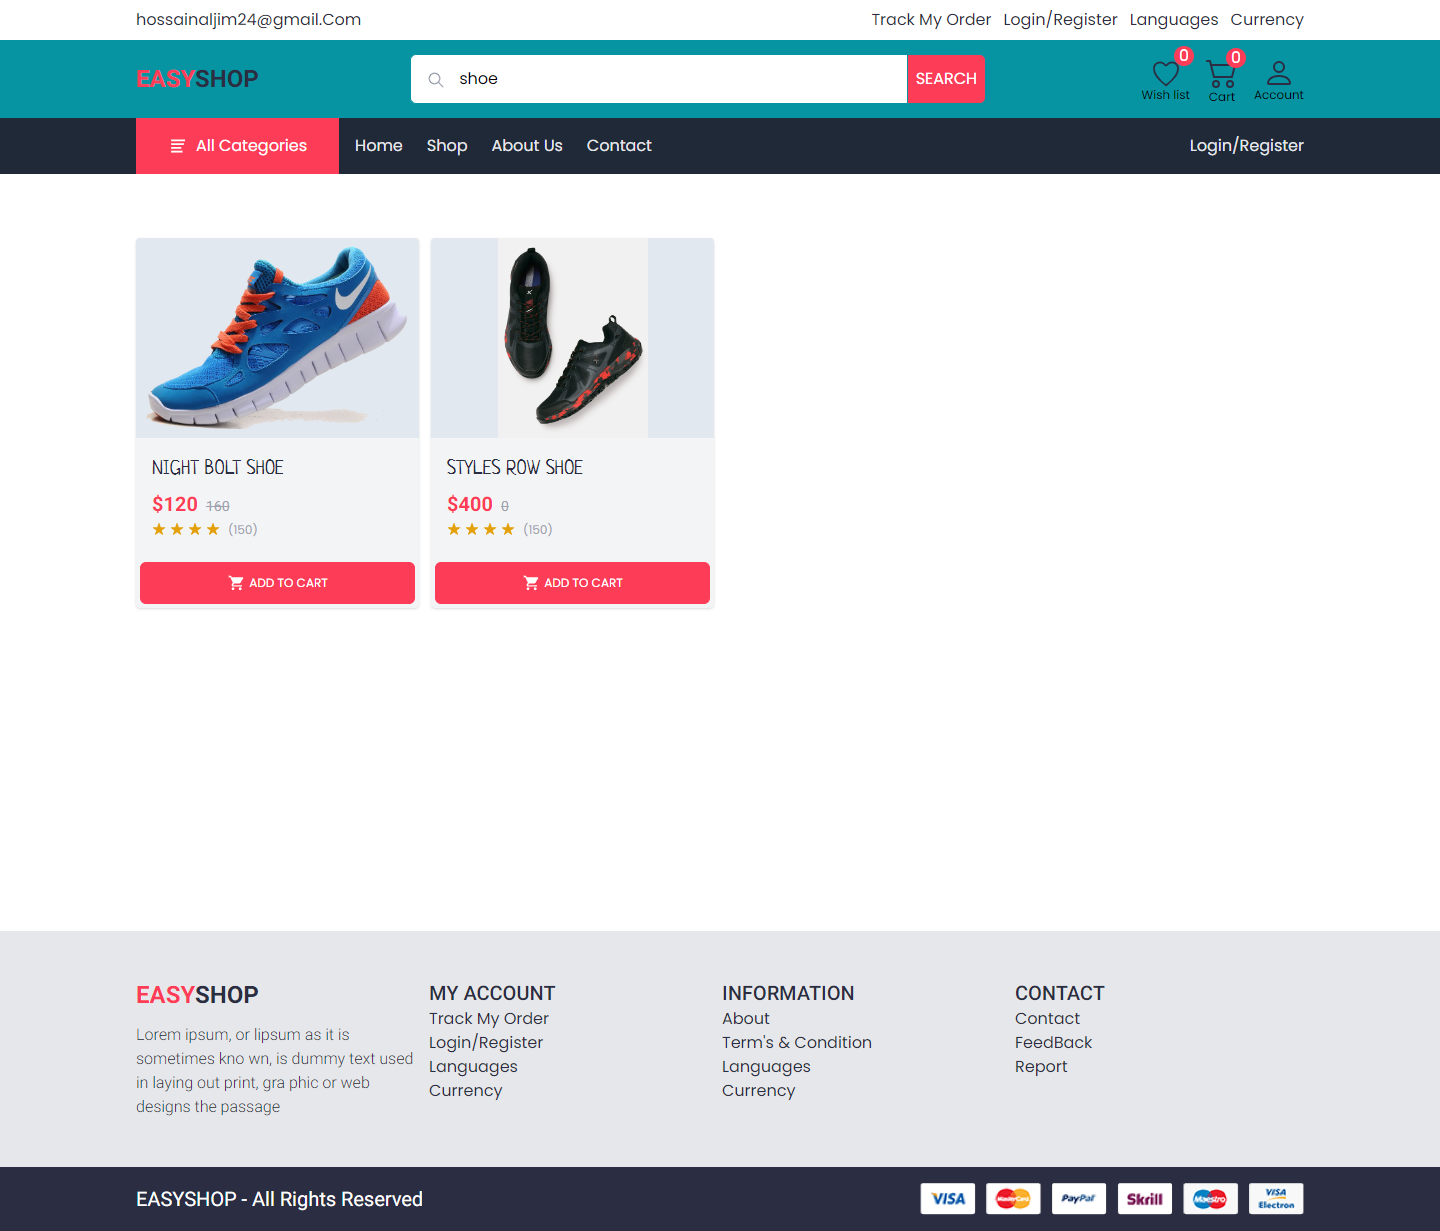 hossainaljim24@gmail.Com
Track My Order Login/Register Languages Currency
EASYSHOP
shoe
SEARCH
0
Wish list
0
Cart
Account
All Categories
Home Shop About Us Contact
Login/Register
NIGHT BOLT SHOE
$120 160
(150)
ADD TO CART
STYLES ROW SHOE
$400 0
(150)
ADD TO CART
EASYSHOP
Lorem ipsum, or lipsum as it is
sometimes kno wn, is dummy text used
in laying out print, gra phic or web
designs the passage
MY ACCOUNT
Track My Order
Login/Register
Languages
Currency
INFORMATION
About
Term's & Condition
Languages
Currency
CONTACT
Contact
FeedBack
Report
EASYSHOP - All Rights Reserved
VISA
MasterCard
PayPal
Skrill
Maestro
VISA
Electron